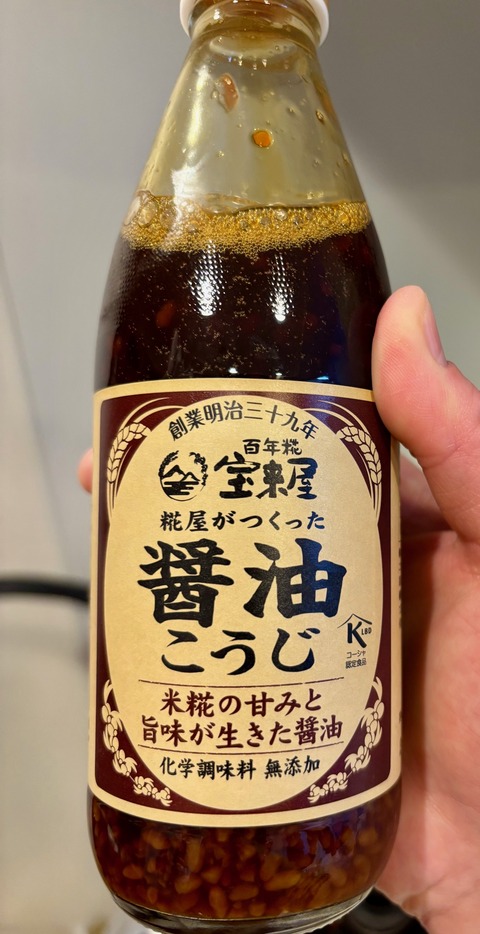 創業明治三十九年
百年糀
宝来屋
糀屋がつくった
醤油
こうじ
K LBD
コーシャ
認定食品
米糀の甘みと
旨味が生きた醤油
化学調味料 無添加